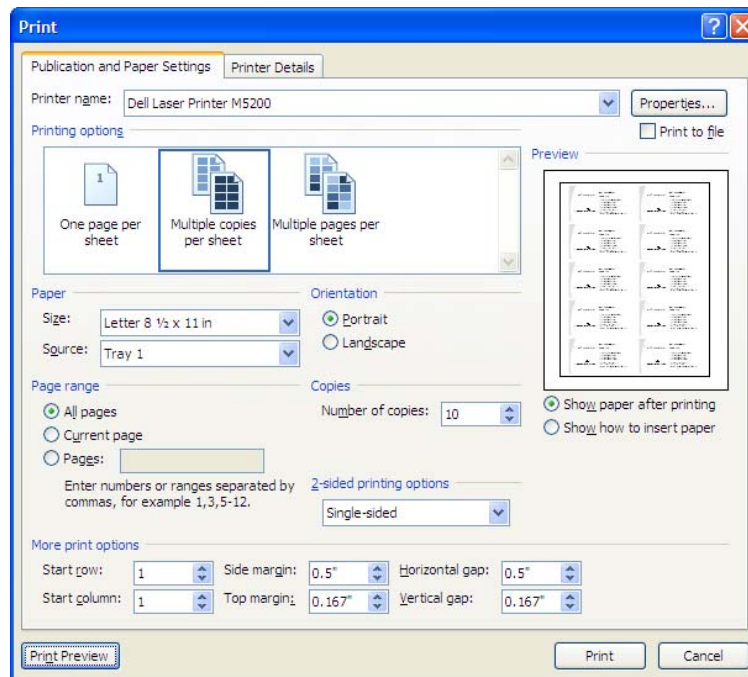 Print
Publication and Paper Settings
Printer Details
Printer name:
Dell Laser Printer M5200
Properties...
Print to file
Printing options
1
One page per
sheet
Multiple copies
per sheet
Multiple pages per
sheet
Preview
Paper
Size:
Letter 8 ½ x 11 in
Source:
Tray 1
Orientation
Portrait
Landscape
Page range
All pages
Current page
Pages:
Enter numbers or ranges separated by
commas, for example 1,3,5-12.
Copies
Number of copies:
10
Show paper after printing
Show how to insert paper
2-sided printing options
Single-sided
More print options
Start row:
1
Side margin:
0.5"
Horizontal gap:
0.5"
Start column:
1
Top margin:
0.167"
Vertical gap:
0.167"
Print Preview
Print
Cancel